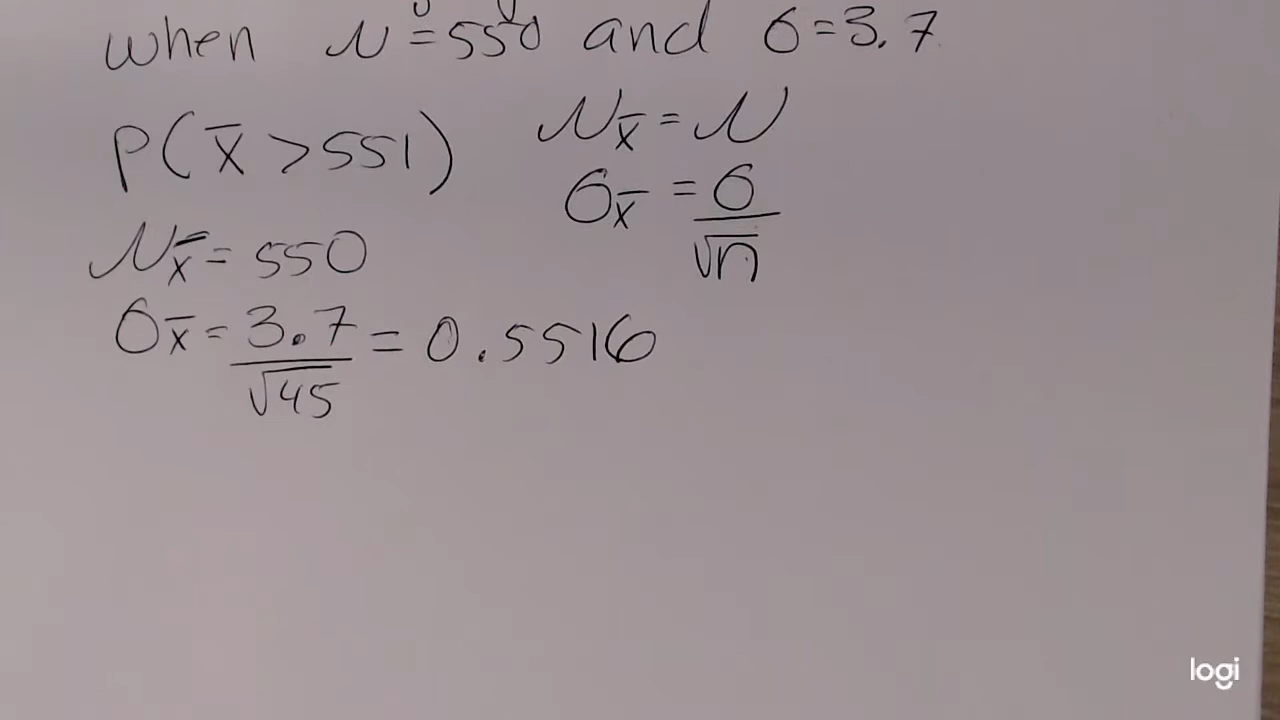 when μ = 550 and σ = 3.7
P(x̄ > 551)
μx̄ = μ
σx̄ = σ/√n
μx̄ = 550
σx̄ = 3.7/√45 = 0.5516
logi